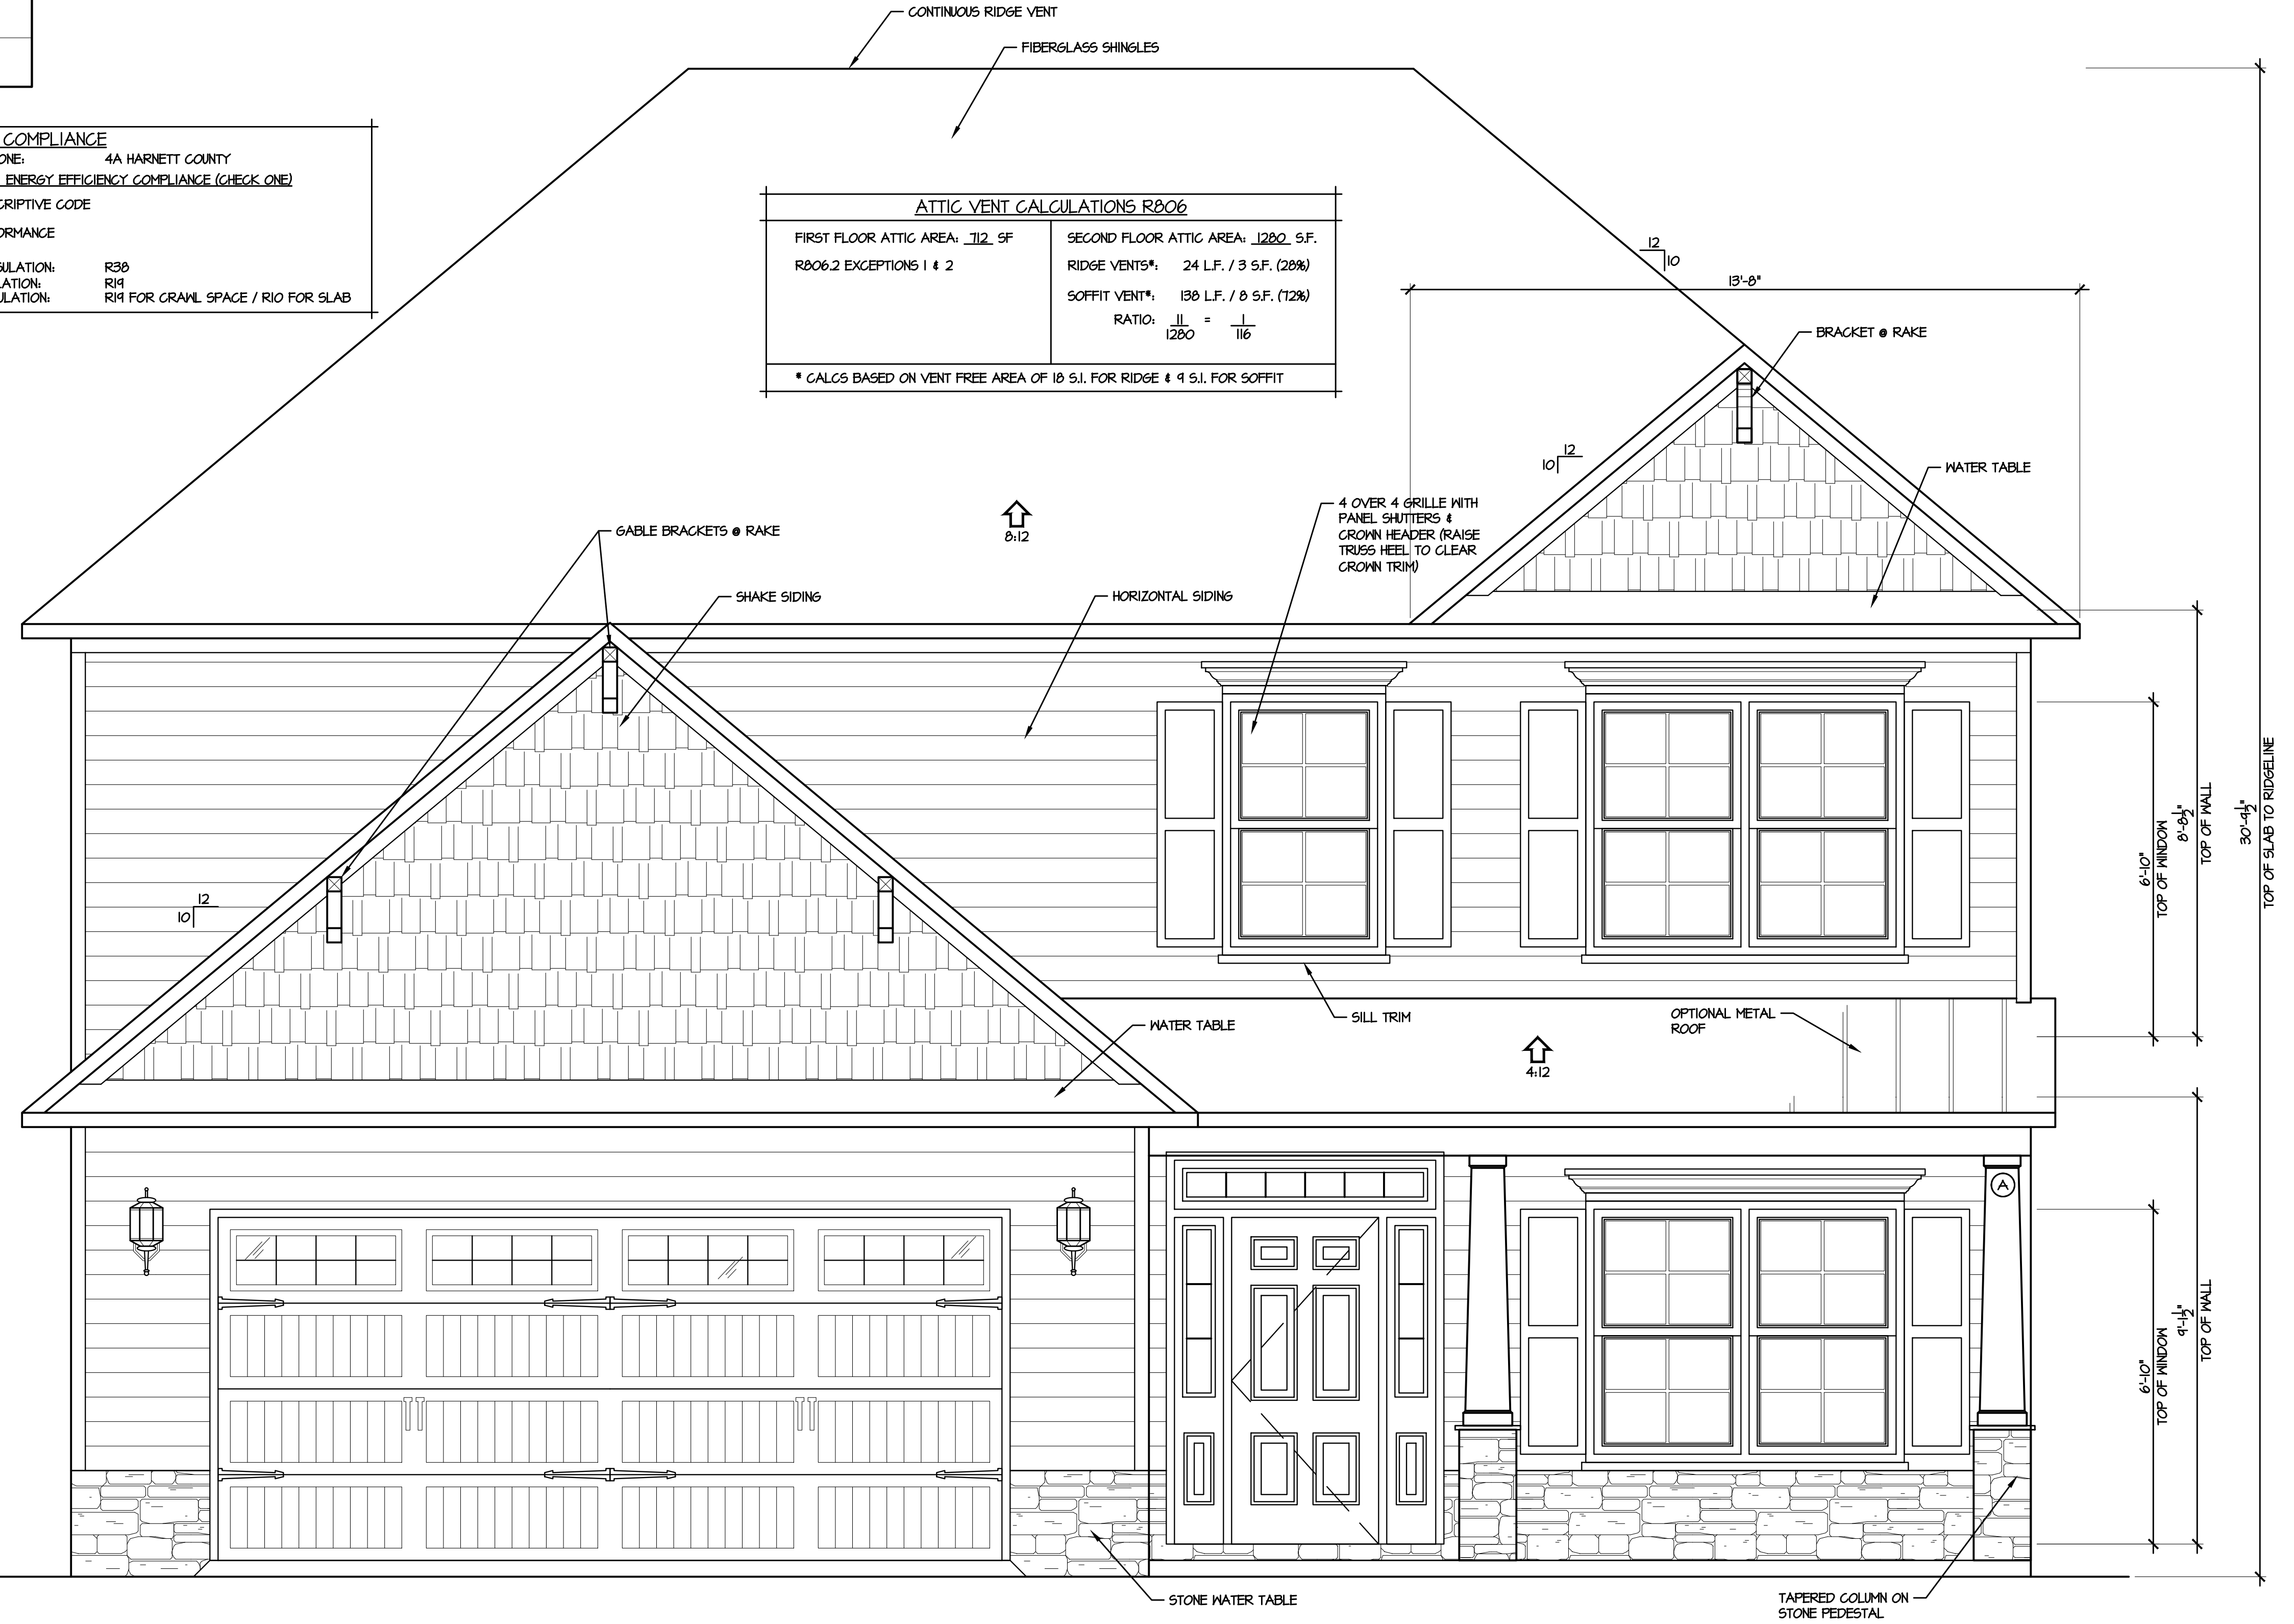 CONTINUOUS RIDGE VENT
FIBERGLASS SHINGLES
COMPLIANCE
ONE: 4A HARNETT COUNTY
ENERGY EFFICIENCY COMPLIANCE (CHECK ONE)
CRIPTIVE CODE
ORMANCE
SULATION: R38
LATION: R19
ULATION: R19 FOR CRAWL SPACE / R10 FOR SLAB
ATTIC VENT CALCULATIONS R806
FIRST FLOOR ATTIC AREA: 712 SF
R806.2 EXCEPTIONS 1 & 2
SECOND FLOOR ATTIC AREA: 1280 S.F.
RIDGE VENTS*: 24 L.F. / 3 S.F. (28%)
SOFFIT VENT*: 138 L.F. / 8 S.F. (72%)
RATIO: 11/1280 = 1/116
* CALCS BASED ON VENT FREE AREA OF 18 S.I. FOR RIDGE & 9 S.I. FOR SOFFIT
12
10
13'-8"
BRACKET @ RAKE
12
10
WATER TABLE
4 OVER 4 GRILLE WITH
PANEL SHUTTERS &
CROWN HEADER (RAISE
TRUSS HEEL TO CLEAR
CROWN TRIM)
8:12
GABLE BRACKETS @ RAKE
SHAKE SIDING
HORIZONTAL SIDING
12
10
6'-10"
TOP OF WINDOW
8'-8 1/2"
TOP OF WALL
30'-9 1/2"
TOP OF SLAB TO RIDGELINE
WATER TABLE
SILL TRIM
OPTIONAL METAL
ROOF
4:12
A
6'-10"
TOP OF WINDOW
9'-1 1/2"
TOP OF WALL
STONE WATER TABLE
TAPERED COLUMN ON
STONE PEDESTAL